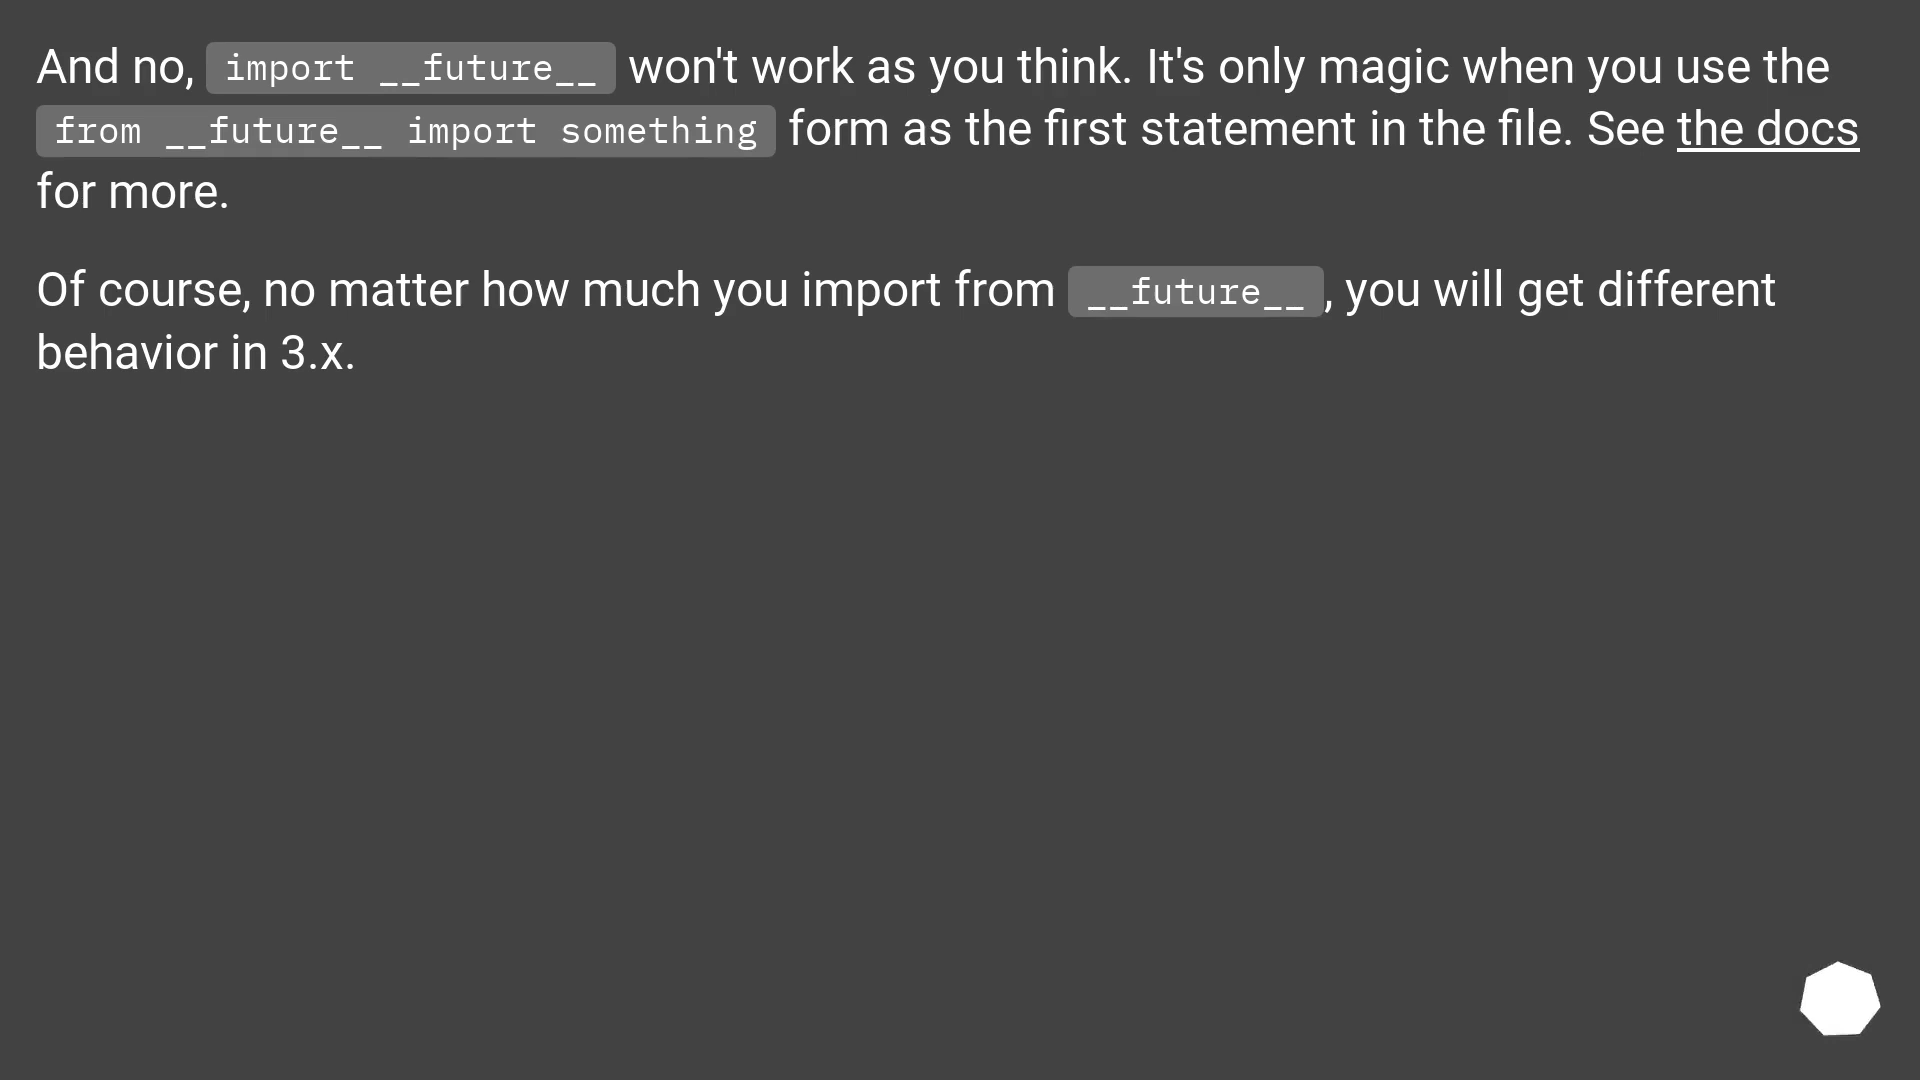 And no, import __future__ won't work as you think. It's only magic when you use the
from __future__ import something form as the first statement in the file. See the docs
for more.
Of course, no matter how much you import from __future__, you will get different
behavior in 3.x.